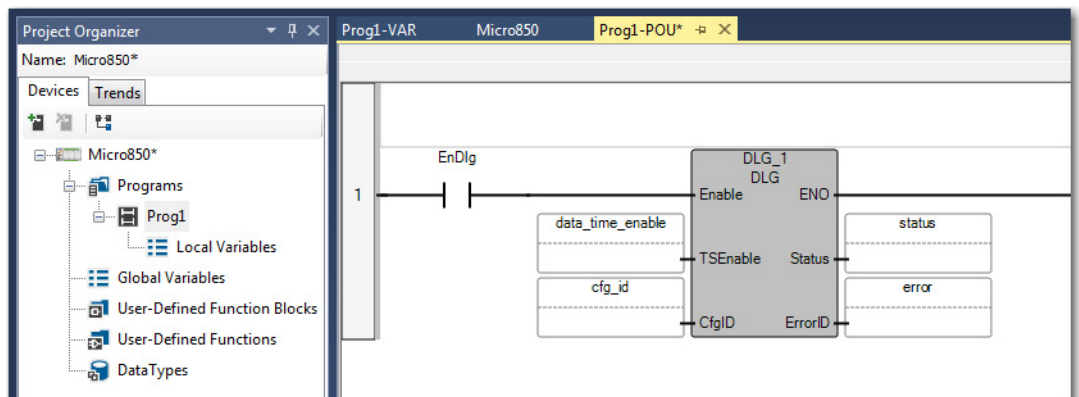 Project Organizer
Name: Micro850*
Devices Trends
Micro850*
Programs
Prog1
Local Variables
Global Variables
User-Defined Function Blocks
User-Defined Functions
DataTypes
Prog1-VAR Micro850 Prog1-POU*
1
EnDlg
DLG_1
DLG
Enable ENO
data_time_enable status
TSEnable Status
cfg_id error
CfgID ErrorID